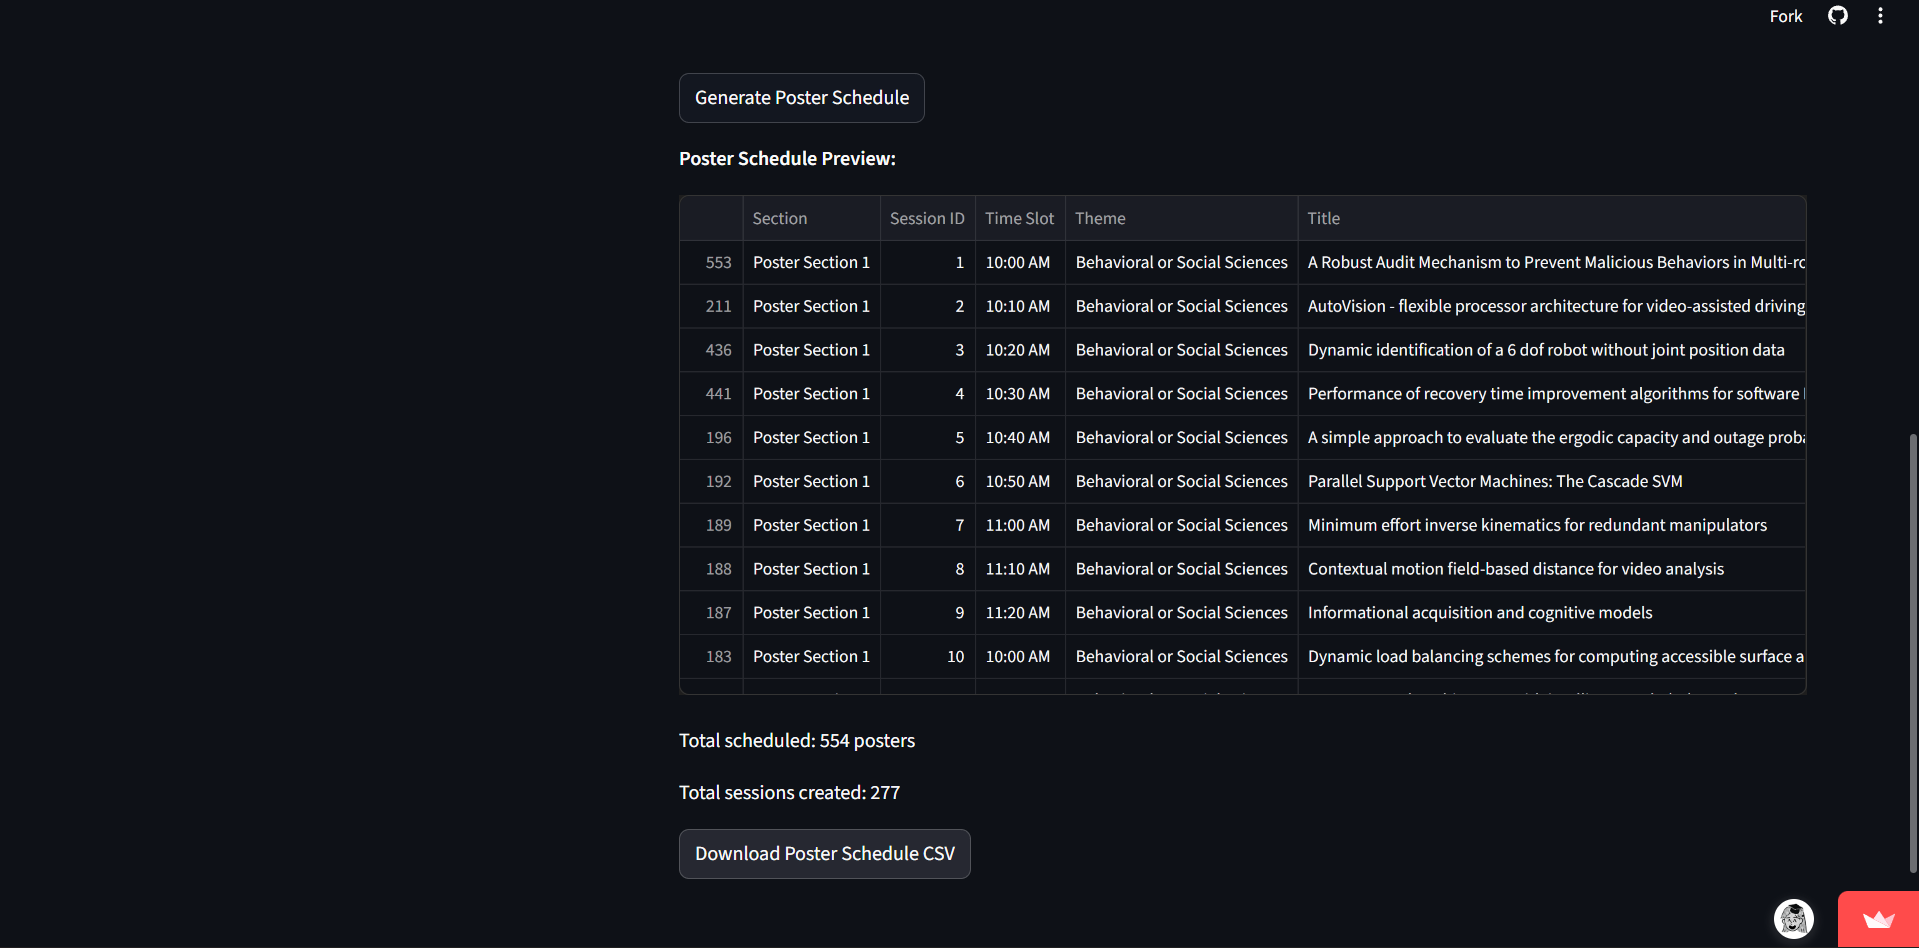 Fork
Generate Poster Schedule
Poster Schedule Preview:
Section Session ID Time Slot Theme Title
553 Poster Section 1 1 10:00 AM Behavioral or Social Sciences A Robust Audit Mechanism to Prevent Malicious Behaviors in Multi-ro
211 Poster Section 1 2 10:10 AM Behavioral or Social Sciences AutoVision - flexible processor architecture for video-assisted driving
436 Poster Section 1 3 10:20 AM Behavioral or Social Sciences Dynamic identification of a 6 dof robot without joint position data
441 Poster Section 1 4 10:30 AM Behavioral or Social Sciences Performance of recovery time improvement algorithms for software
196 Poster Section 1 5 10:40 AM Behavioral or Social Sciences A simple approach to evaluate the ergodic capacity and outage proba
192 Poster Section 1 6 10:50 AM Behavioral or Social Sciences Parallel Support Vector Machines: The Cascade SVM
189 Poster Section 1 7 11:00 AM Behavioral or Social Sciences Minimum effort inverse kinematics for redundant manipulators
188 Poster Section 1 8 11:10 AM Behavioral or Social Sciences Contextual motion field-based distance for video analysis
187 Poster Section 1 9 11:20 AM Behavioral or Social Sciences Informational acquisition and cognitive models
183 Poster Section 1 10 10:00 AM Behavioral or Social Sciences Dynamic load balancing schemes for computing accessible surface a
Total scheduled: 554 posters
Total sessions created: 277
Download Poster Schedule CSV